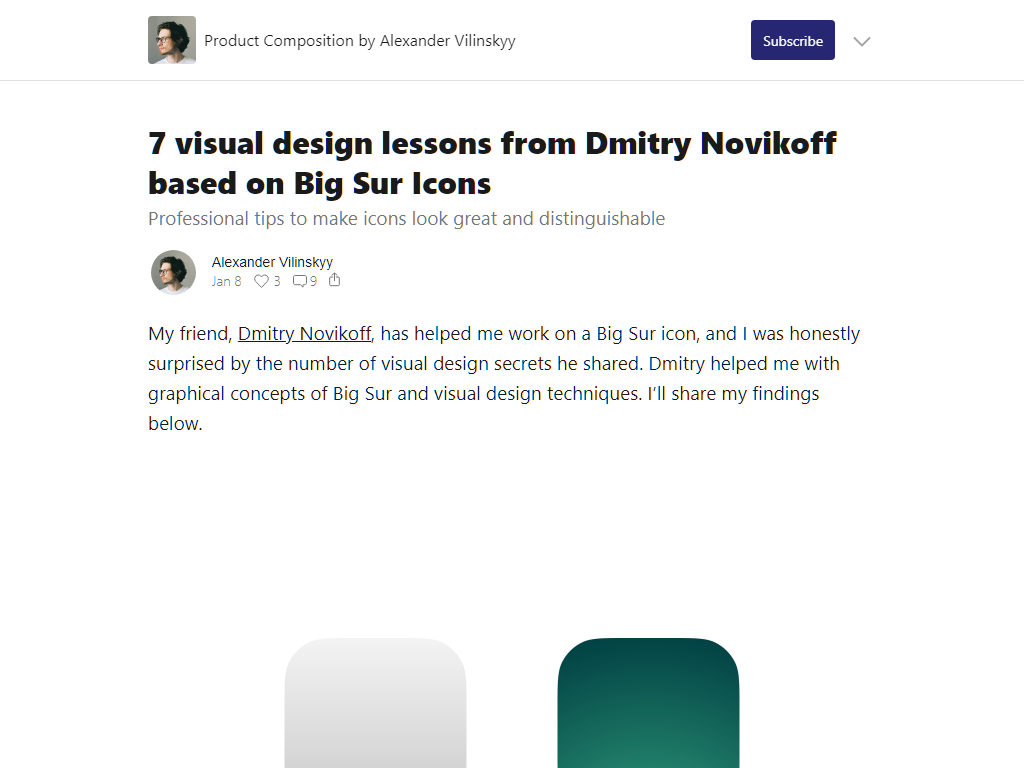 Product Composition by Alexander Vilinskyy
Subscribe
7 visual design lessons from Dmitry Novikoff
based on Big Sur Icons
Professional tips to make icons look great and distinguishable
Alexander Vilinskyy
Jan 8 3 9
My friend, Dmitry Novikoff, has helped me work on a Big Sur icon, and I was honestly
surprised by the number of visual design secrets he shared. Dmitry helped me with
graphical concepts of Big Sur and visual design techniques. I’ll share my findings
below.